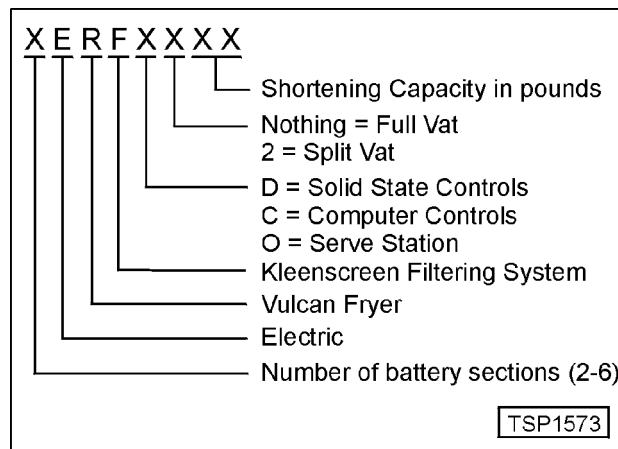 X E R F X X X X
Shortening Capacity in pounds
Nothing = Full Vat
2 = Split Vat
D = Solid State Controls
C = Computer Controls
O = Serve Station
Kleenscreen Filtering System
Vulcan Fryer
Electric
Number of battery sections (2-6)
TSP1573